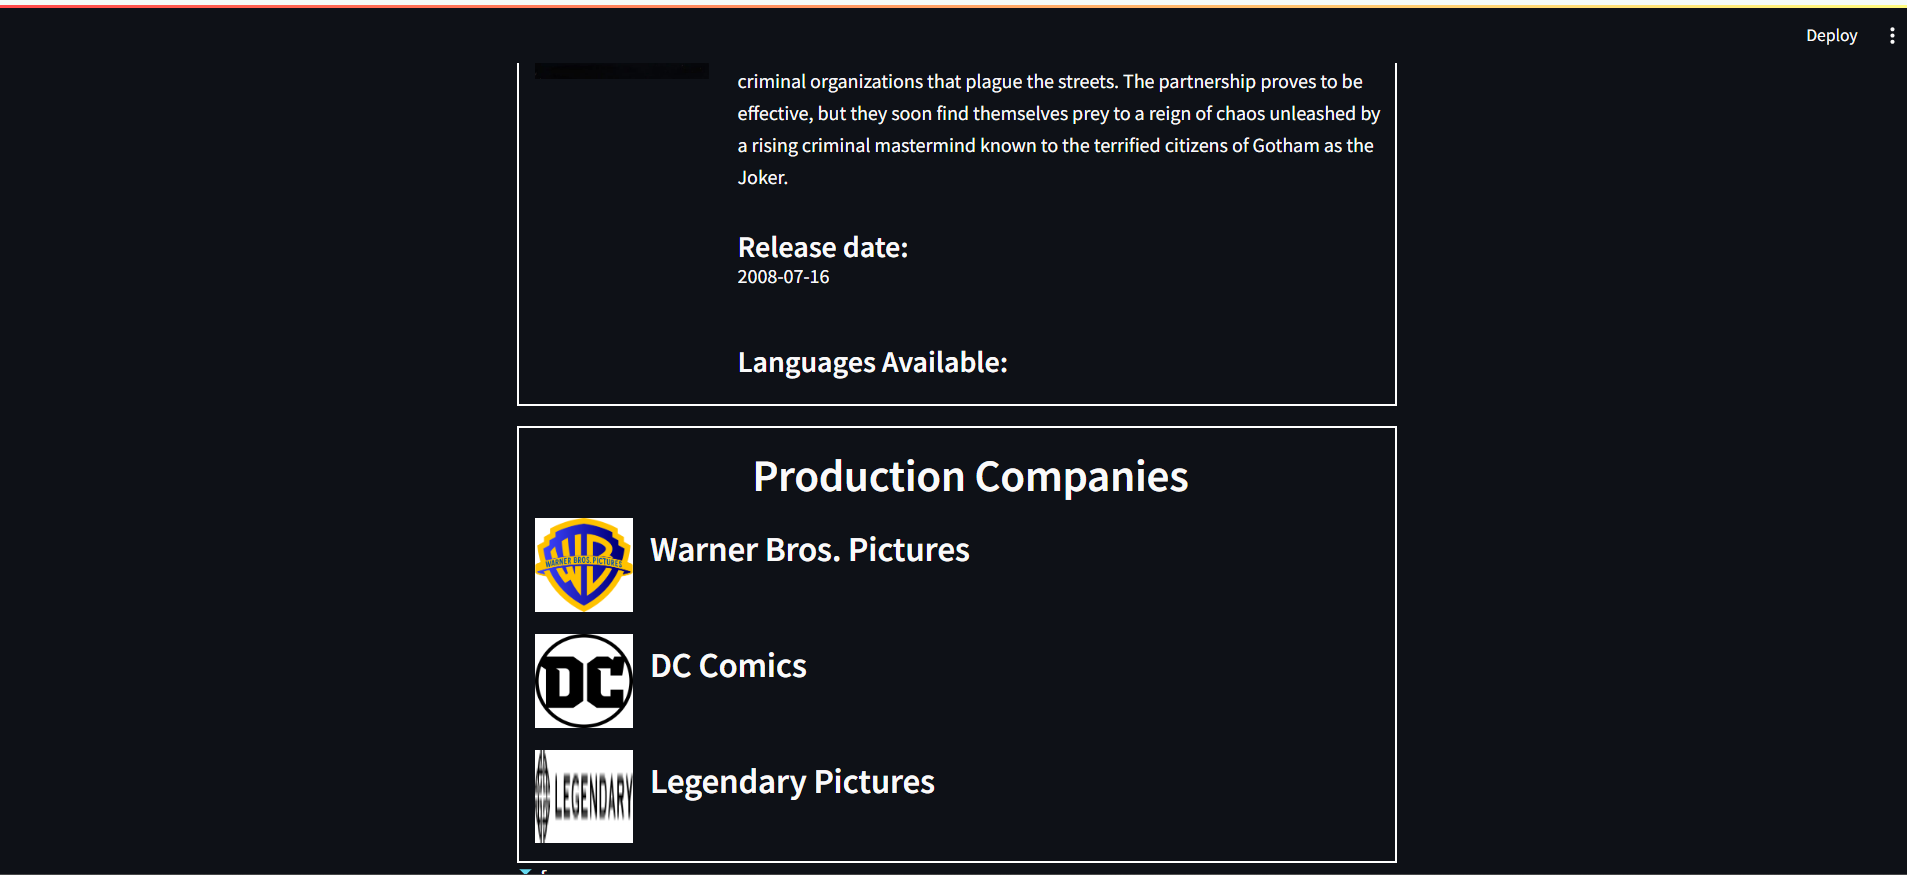 Deploy
criminal organizations that plague the streets. The partnership proves to be
effective, but they soon find themselves prey to a reign of chaos unleashed by
a rising criminal mastermind known to the terrified citizens of Gotham as the
Joker.
Release date:
2008-07-16
Languages Available:
Production Companies
WB
WARNER BROS. PICTURES
Warner Bros. Pictures
DC
DC Comics
LEGENDARY
Legendary Pictures